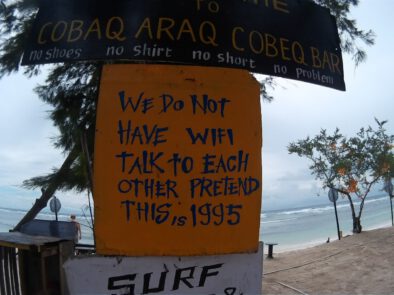 TO
COBAQ ARAQ COBEQ BAR
no shoes no shirt no short no problem
WE DO NOT
HAVE WIFI
TALK TO EACH
OTHER PRETEND
THIS is 1995
SURF